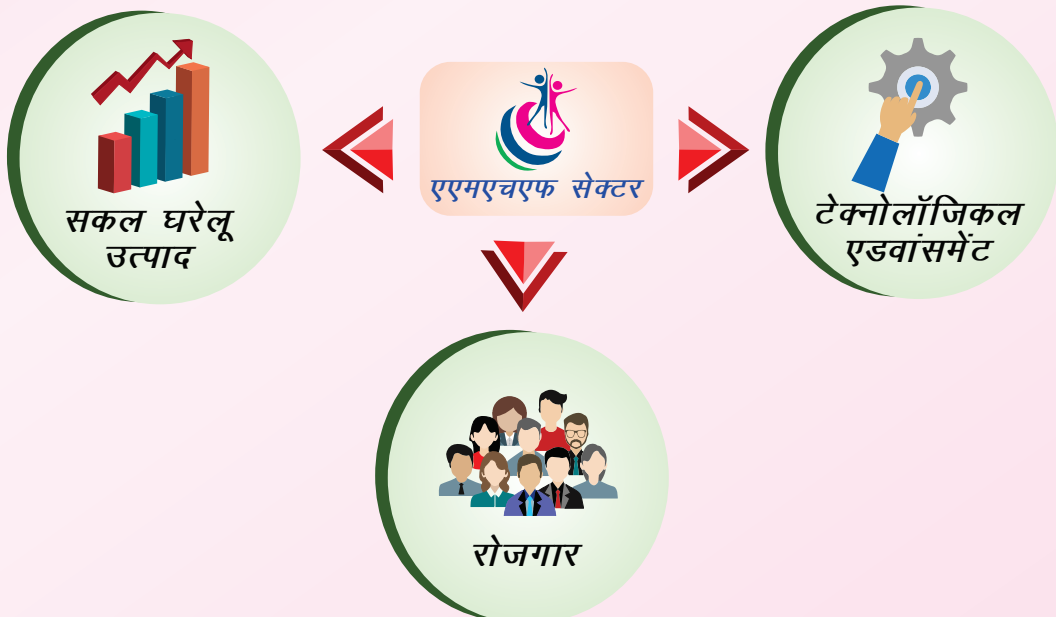 एएमएचएफ सेक्टर
सकल घरेलू
उत्पाद
टेक्नोलॉजिकल
एडवांसमेंट
रोजगार